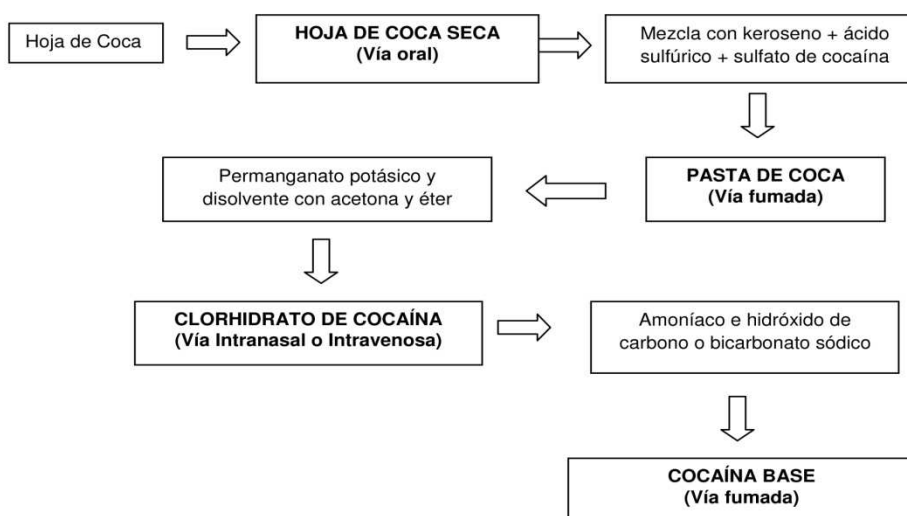 Hoja de Coca
HOJA DE COCA SECA
(Vía oral)
Mezcla con keroseno + ácido
sulfúrico + sulfato de cocaína
PASTA DE COCA
(Vía fumada)
Permanganato potásico y
disolvente con acetona y éter
CLORHIDRATO DE COCAÍNA
(Vía Intranasal o Intravenosa)
Amoníaco e hidróxido de
carbono o bicarbonato sódico
COCAÍNA BASE
(Vía fumada)